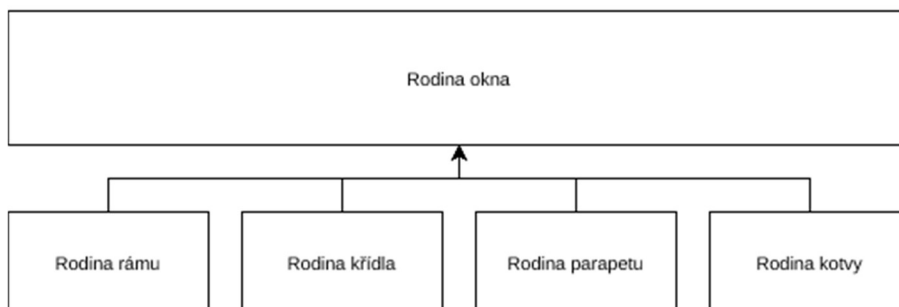 Rodina okna
Rodina rámu
Rodina křídla
Rodina parapetu
Rodina kotvy